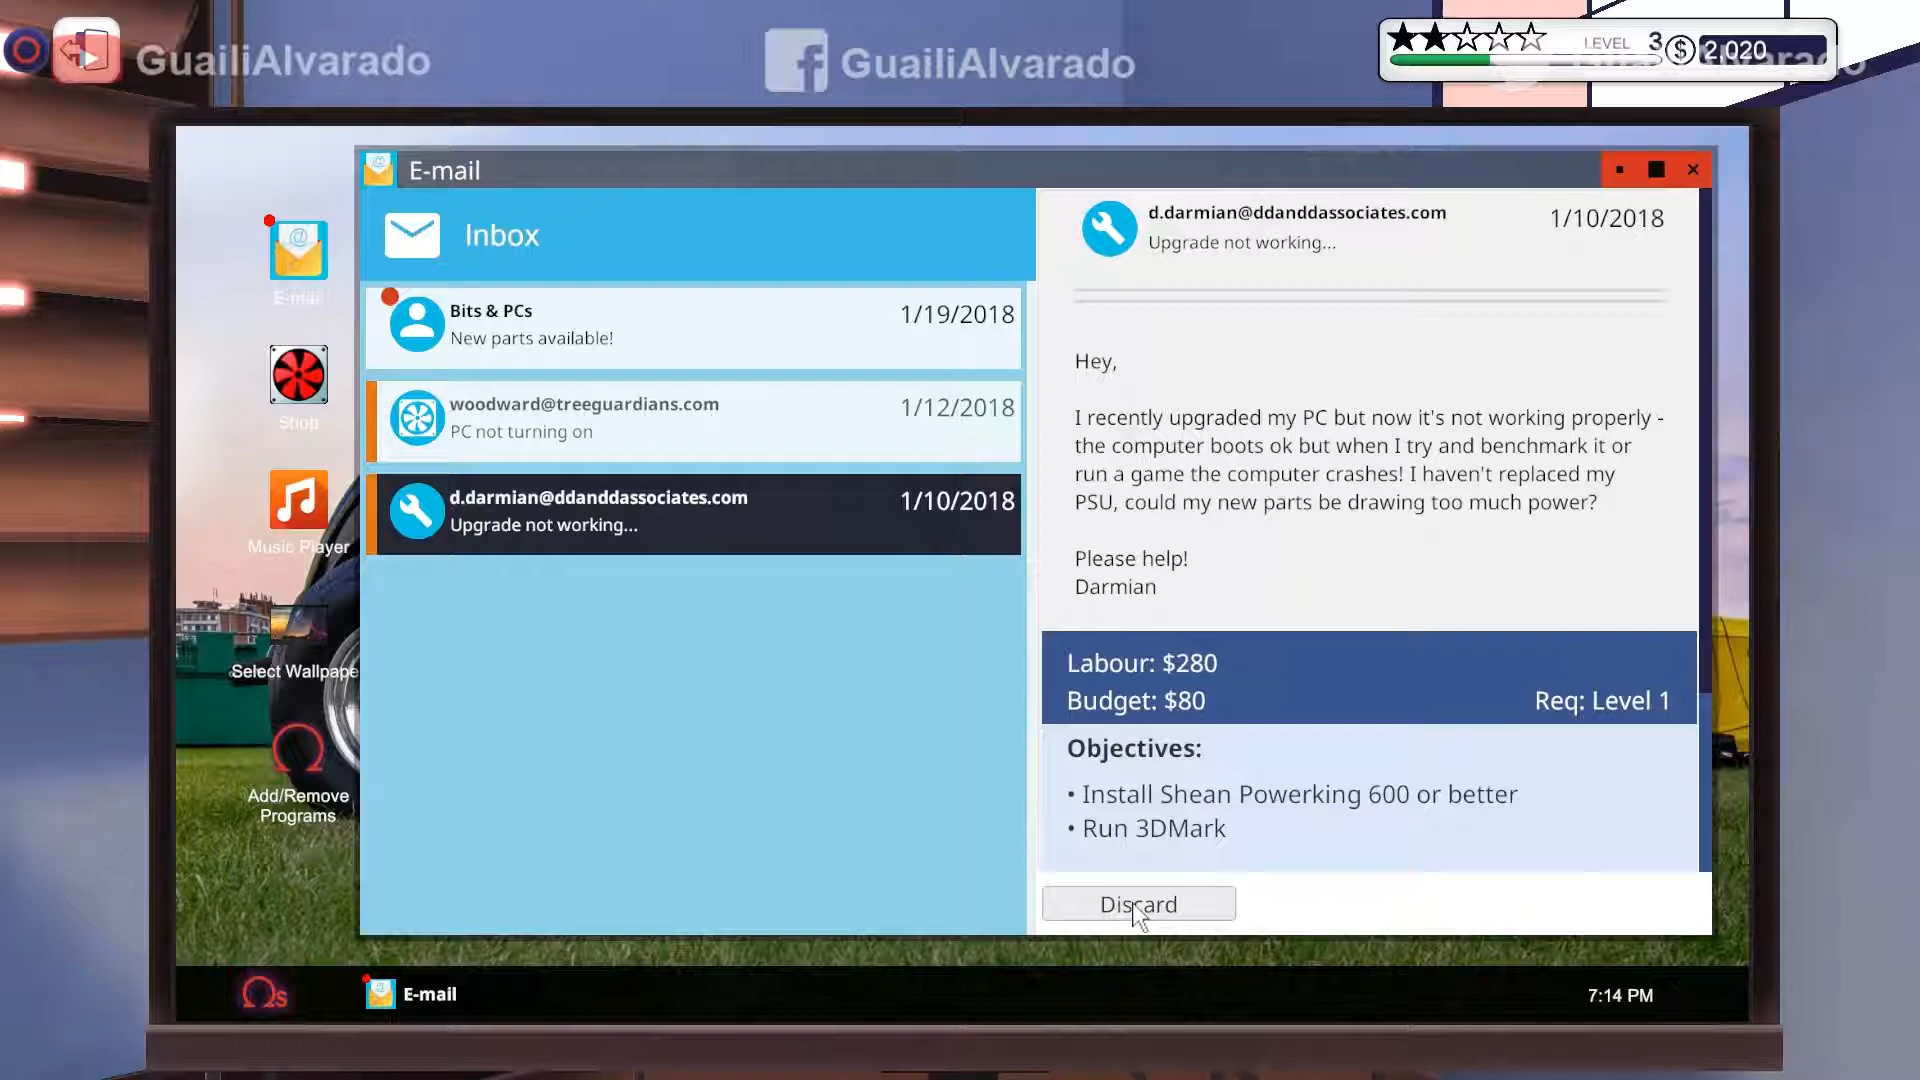 GuailiAlvarado
GuailiAlvarado
LEVEL 3
$ 2,020
E-mail
Inbox
Bits & PCs
1/19/2018
New parts available!
woodward@treeguardians.com
1/12/2018
PC not turning on
d.darmian@ddanddassociates.com
1/10/2018
Upgrade not working...
d.darmian@ddanddassociates.com
1/10/2018
Upgrade not working...
Hey,
I recently upgraded my PC but now it's not working properly -
the computer boots ok but when I try and benchmark it or
run a game the computer crashes! I haven't replaced my
PSU, could my new parts be drawing too much power?
Please help!
Darmian
Labour: $280
Budget: $80
Req: Level 1
Objectives:
• Install Shean Powerking 600 or better
• Run 3DMark
Discard
E-mail
Shop
Music Player
Select Wallpape
Add/Remove
Programs
Ωs
E-mail
7:14 PM